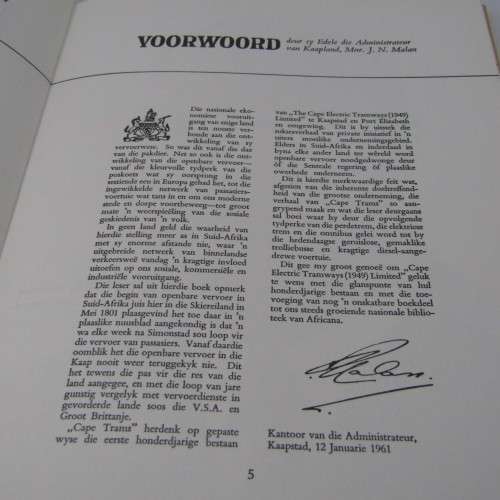 VOORWOORD
deur sy Edele die Administrateur
van Kaapland, Mnr. J. N. Malan
Die nasionale eko-
nomiese vooruit-
gang van enige land
is ten nouste ver-
bonde aan die ont-
wikkeling van sy
vervoerwese. So was dit vanaf die dae
van die pakdier. Net so ook is die ont-
wikkeling van die openbare vervoer—
vanaf die kleurvolle tydperk van die
poskoets wat sy oorsprong in die
sestiende eeu in Europa gehad het, tot die
ingewikkelde netwerk van passasiers-
voertuie wat tans in en om ons moderne
stede en dorpe voortbeweeg—tot groot
mate 'n weerspieëling van die sosiale
geskiedenis van 'n volk.
In geen land geld die waarheid van
hierdie stelling meer as in Suid-Afrika
met sy enorme afstande nie, waar 'n
uitgebreide netwerk van binnelandse
verkeersweë vandag 'n kragtige invloed
uitoefen op ons sosiale, kommersiële en
industriële vooruitgang.
Die leser sal uit hierdie boek opmerk
dat die begin van openbare vervoer in
Suid-Afrika juis hier in die Skiereiland in
Mei 1801 plaasgevind het toe daar in 'n
plaaslike nuusblad aangekondig is dat 'n
wa elke week na Simonstad sou loop vir
die vervoer van passasiers. Vanaf daardie
oomblik het die openbare vervoer in die
Kaap nooit weer teruggekyk nie. Dit
het tewens die pas vir die res van die
land aangegee, en met die loop van jare
gunstig vergelyk met vervoerdienste in
gevorderde lande soos die V.S.A. en
Groot Brittanje.
„Cape Trams” herdenk op gepaste
wyse die eerste honderdjarige bestaan
van „The Cape Electric Tramways (1949)
Limited” te Kaapstad en Port Elizabeth
en omgewing. Dit is by uitstek die
suksesverhaal van private inisiatief in 'n
uiters moeilike ondernemingsgebied.
Elders in Suid-Afrika en inderdaad in
byna elke ander land ter wêreld word
openbare vervoer noodgedwonge deur
òf die Sentrale regering òf plaaslike
owerhede onderneem.
Dit is hierdie merkwaardige feit wat,
afgesien van die inherente doeltreffend-
heid van die grootse onderneming, die
verhaal van „Cape Trams” so aan-
grypend maak en wat die leser deurgaans
sal boei waar hy deur die opvolgende
tydperke van die perdetrem, die elektriese
trem en die omnibus gelei word tot by
die hedendaagse geruislose, gemaklike
trolliebusse en kragtige diesel-aange-
drewe voertuie.
Dit gee my groot genoeë om „Cape
Electric Tramways (1949) Limited” geluk
te wens met die glanspunte van hul
honderdjarige bestaan en met die toe-
voeging van nog 'n onskatbare boekdeel
tot ons steeds groeiende nasionale biblio-
teek van Africana.
Kantoor van die Administrateur,
Kaapstad, 12 Januarie 1961
5